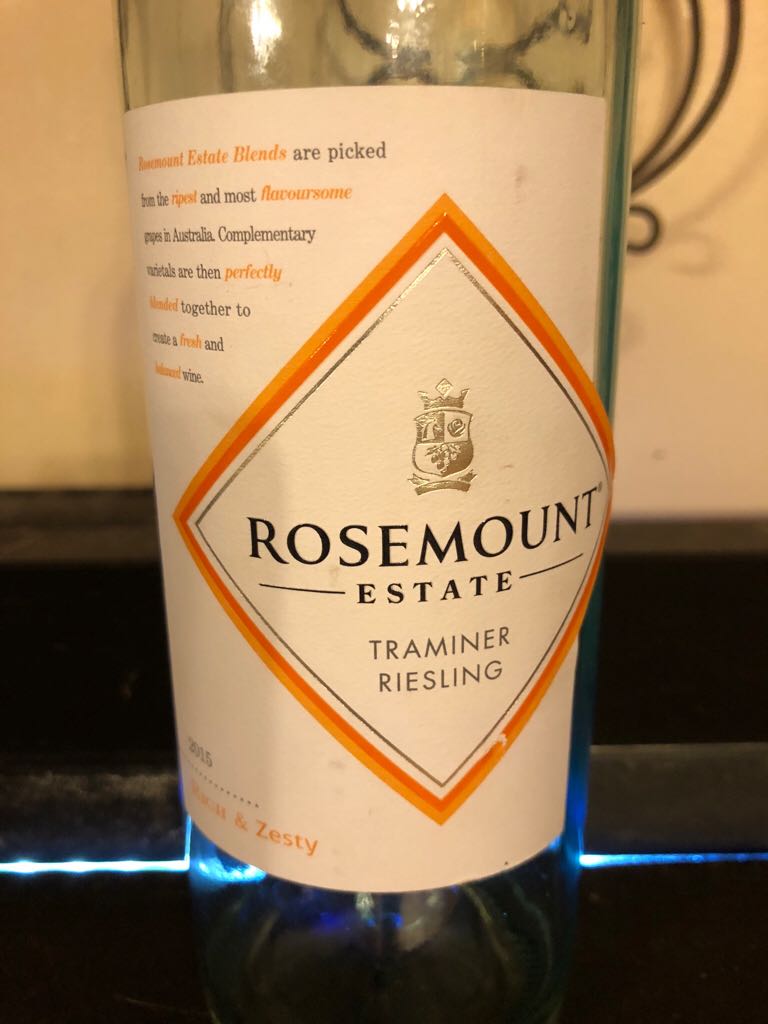 Rosemount Estate Blends are picked
from the ripest and most flavoursome
grapes in Australia. Complementary
varietals are then perfectly
blended together to
create a fresh and
balanced wine.
ROSEMOUNT®
ESTATE
TRAMINER
RIESLING
2015
& Zesty